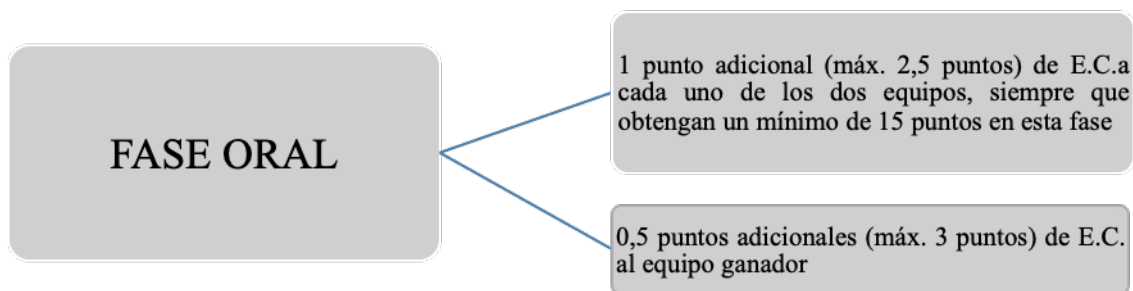 FASE ORAL
1 punto adicional (máx. 2,5 puntos) de E.C.a
cada uno de los dos equipos, siempre que
obtengan un mínimo de 15 puntos en esta fase
0,5 puntos adicionales (máx. 3 puntos) de E.C.
al equipo ganador